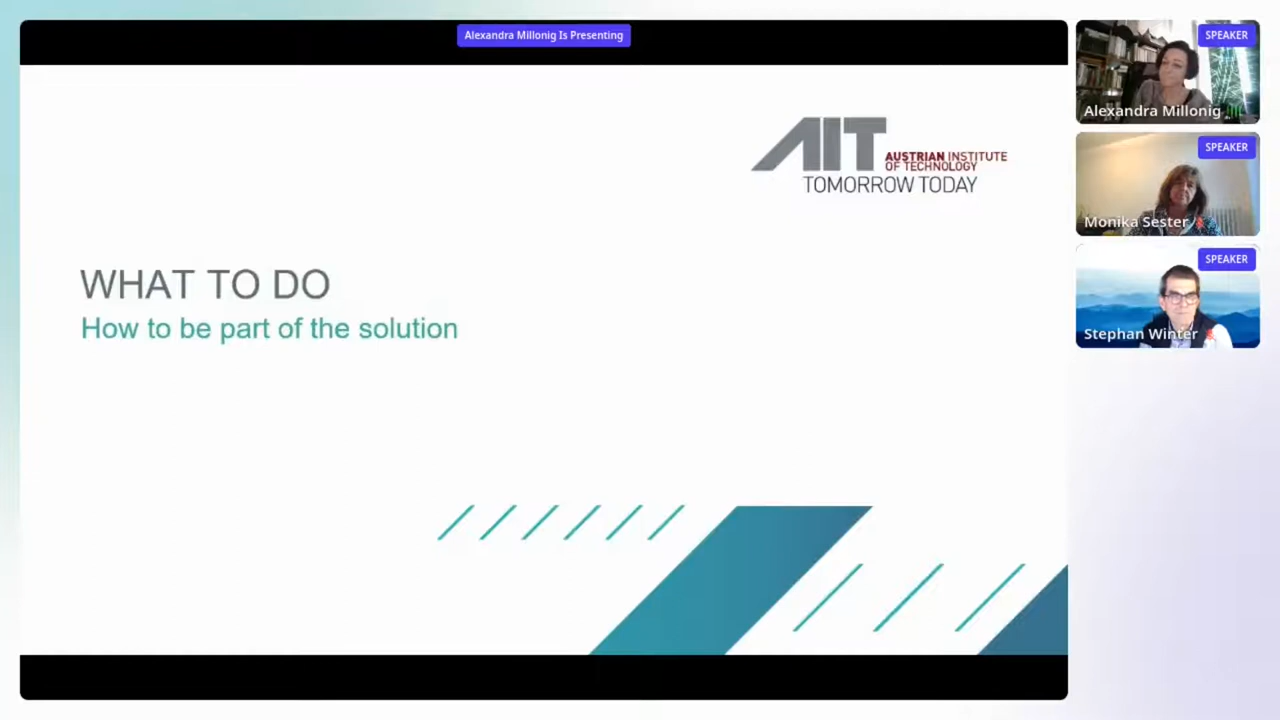 Alexandra Millonig Is Presenting
AUSTRIAN INSTITUTE
AIT OF TECHNOLOGY
TOMORROW TODAY
WHAT TO DO
How to be part of the solution
SPEAKER
Alexandra Millonig
SPEAKER
Monika Sester
SPEAKER
Stephan Winter